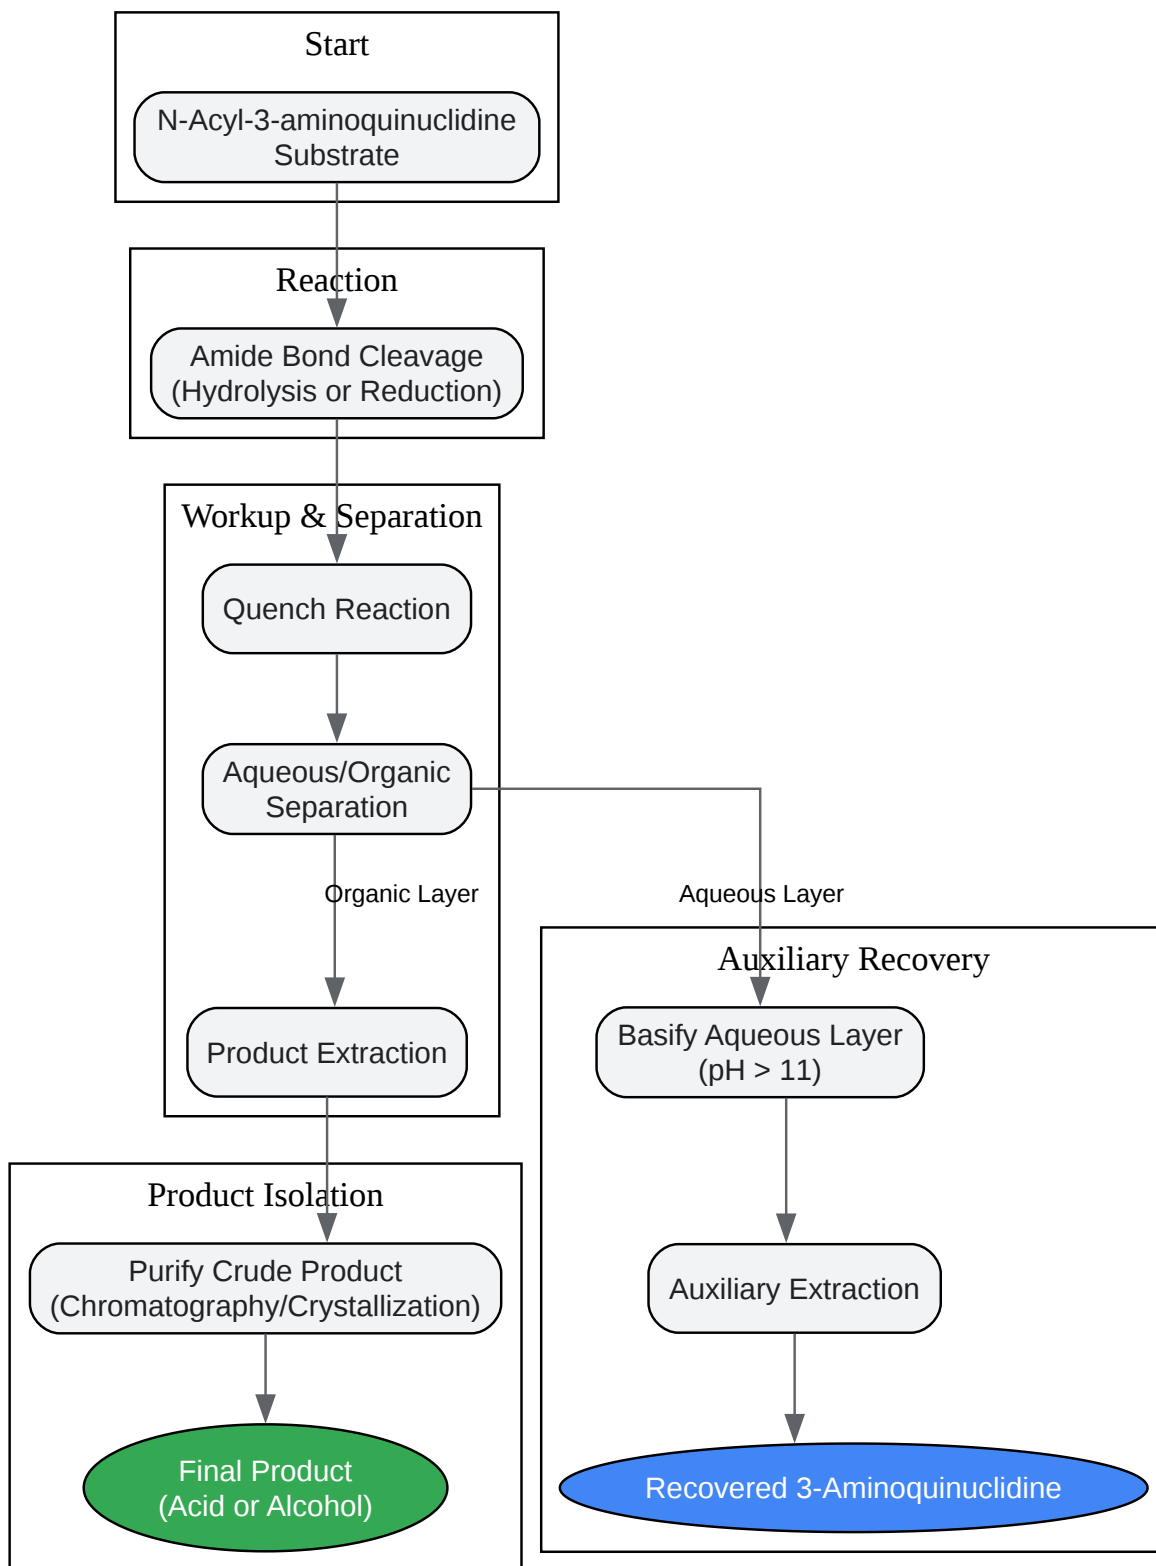 Start
N-Acyl-3-aminoquinuclidine
Substrate
Reaction
Amide Bond Cleavage
(Hydrolysis or Reduction)
Workup & Separation
Quench Reaction
Aqueous/Organic
Separation
Organic Layer
Aqueous Layer
Product Extraction
Auxiliary Recovery
Basify Aqueous Layer
(pH > 11)
Auxiliary Extraction
Recovered 3-Aminoquinuclidine
Product Isolation
Purify Crude Product
(Chromatography/Crystallization)
Final Product
(Acid or Alcohol)